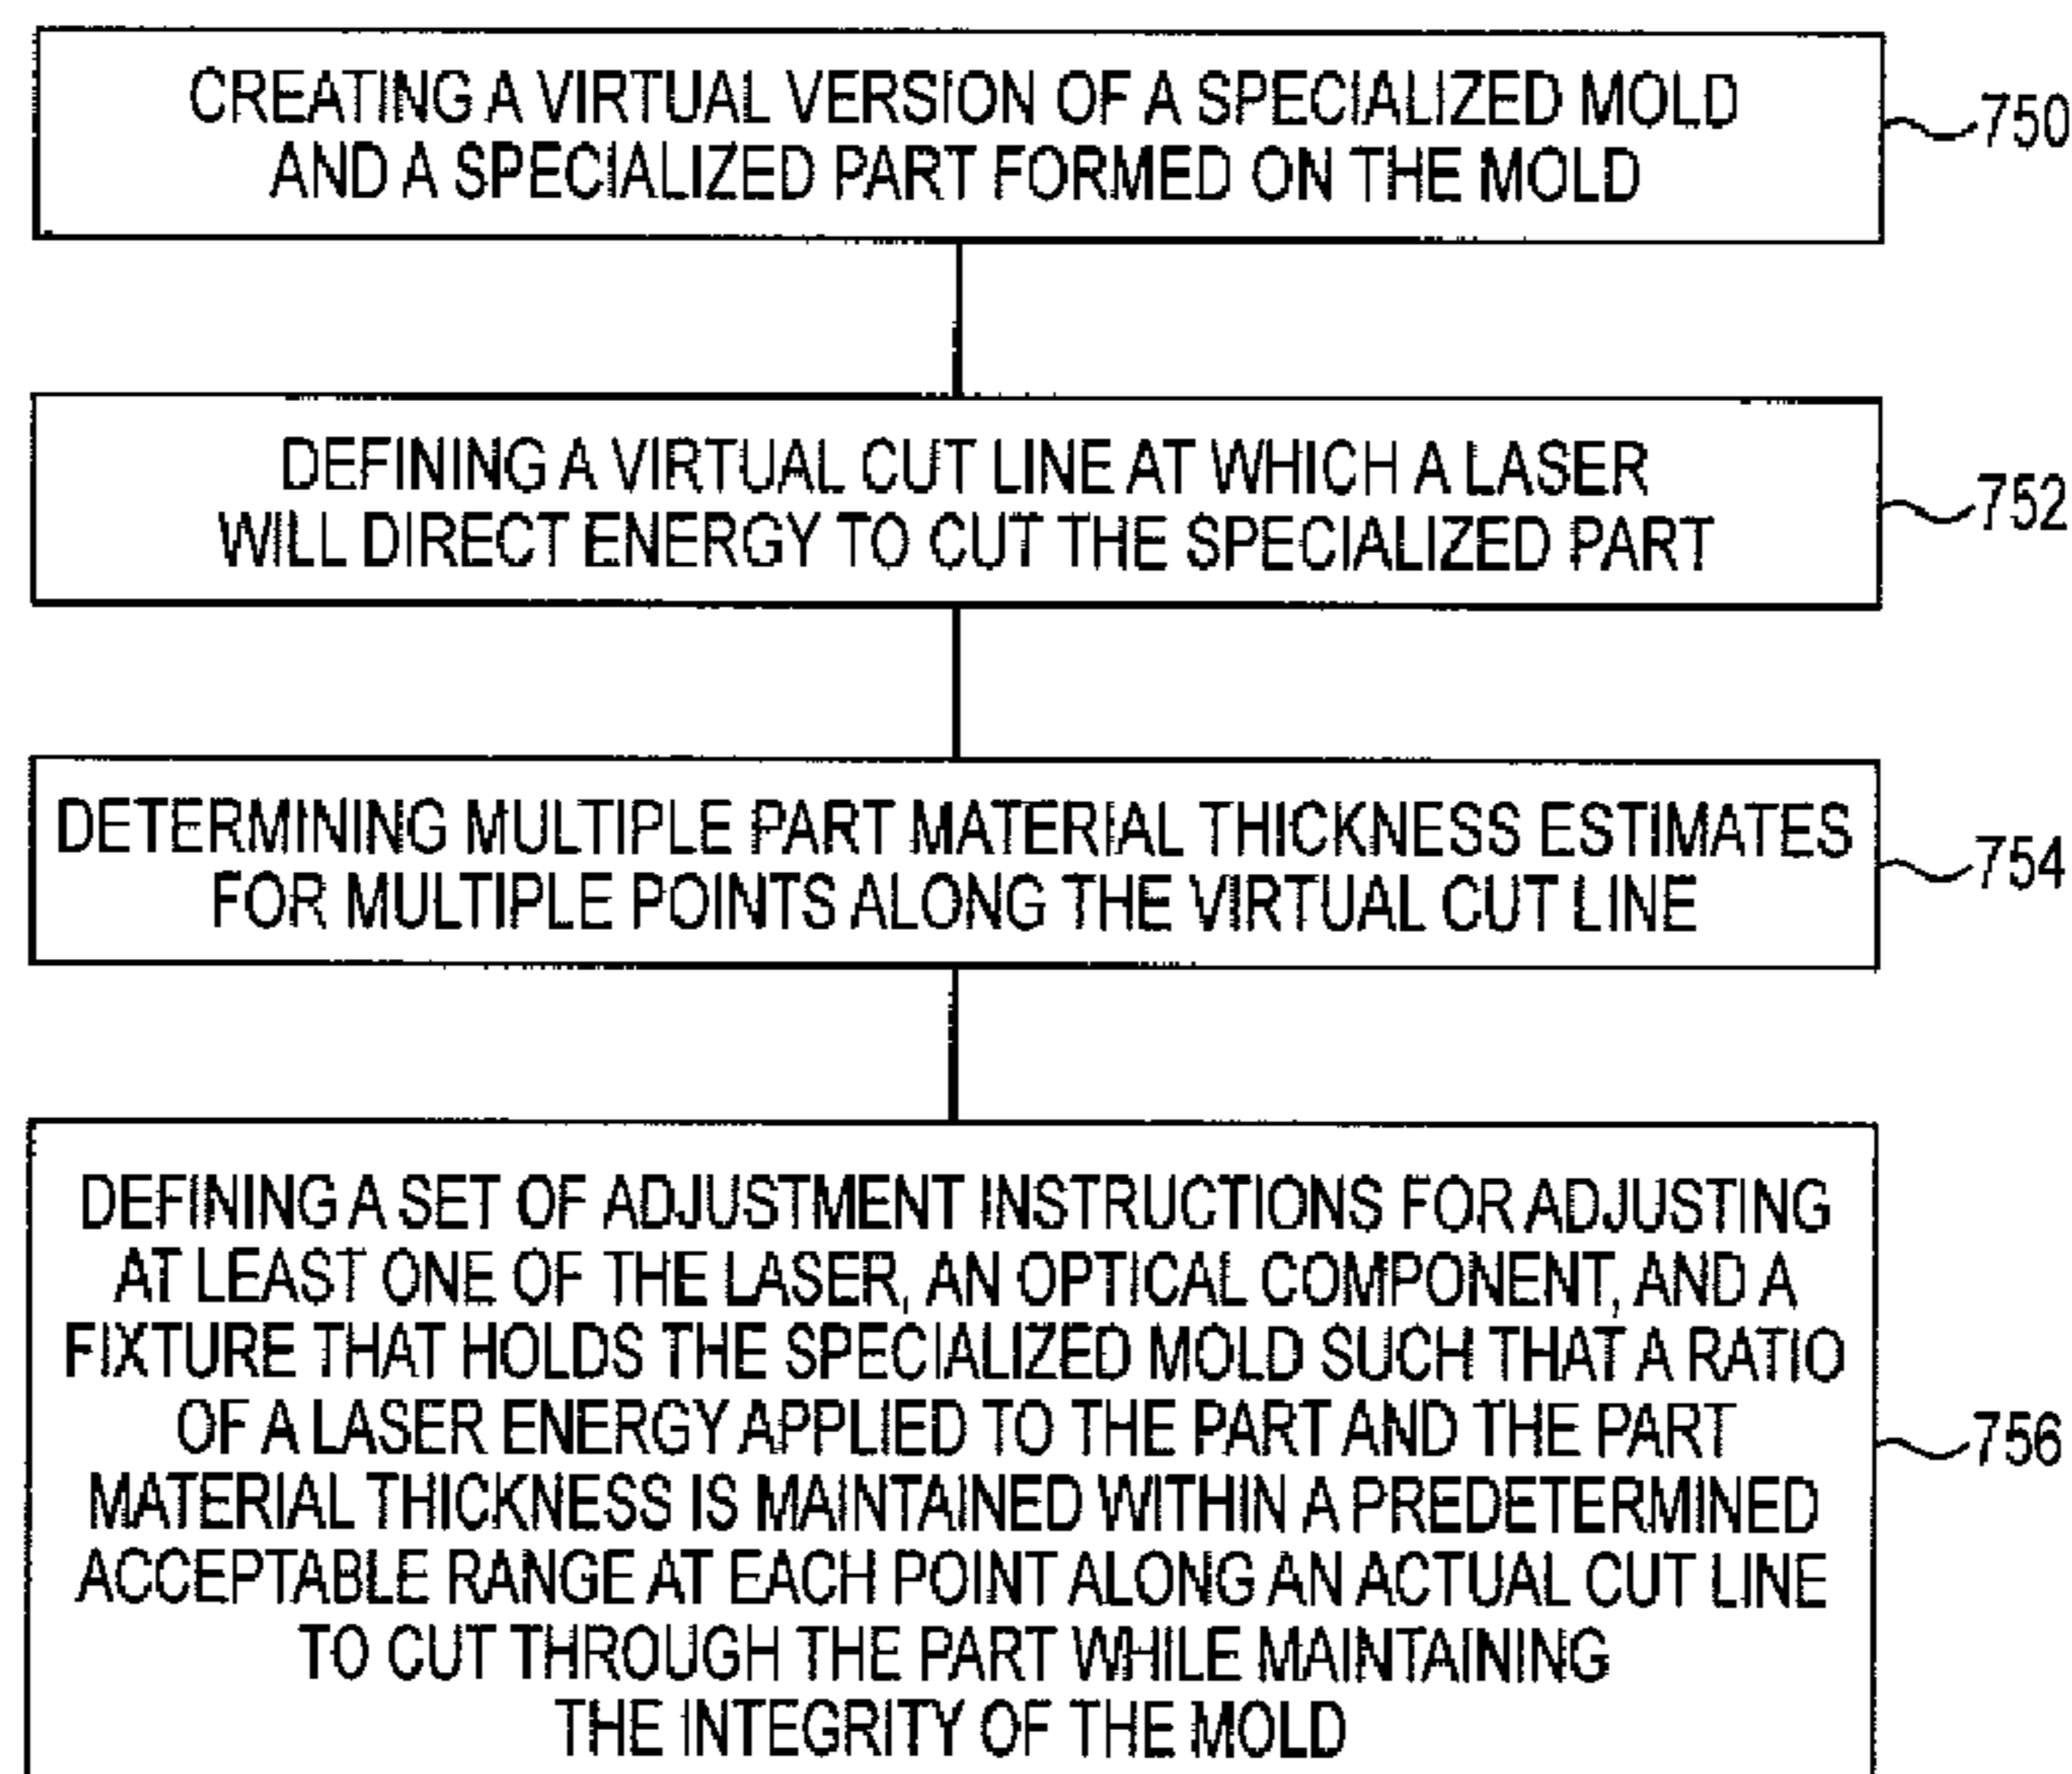 CREATING A VIRTUAL VERSION OF A SPECIALIZED MOLD
AND A SPECIALIZED PART FORMED ON THE MOLD
750
DEFINING A VIRTUAL CUT LINE AT WHICH A LASER
WILL DIRECT ENERGY TO CUT THE SPECIALIZED PART
752
DETERMINING MULTIPLE PART MATERIAL THICKNESS ESTIMATES
FOR MULTIPLE POINTS ALONG THE VIRTUAL CUT LINE
754
DEFINING A SET OF ADJUSTMENT INSTRUCTIONS FOR ADJUSTING
AT LEAST ONE OF THE LASER, AN OPTICAL COMPONENT, AND A
FIXTURE THAT HOLDS THE SPECIALIZED MOLD SUCH THAT A RATIO
OF A LASER ENERGY APPLIED TO THE PART AND THE PART
MATERIAL THICKNESS IS MAINTAINED WITHIN A PREDETERMINED
ACCEPTABLE RANGE AT EACH POINT ALONG AN ACTUAL CUT LINE
TO CUT THROUGH THE PART WHILE MAINTAINING
THE INTEGRITY OF THE MOLD
756